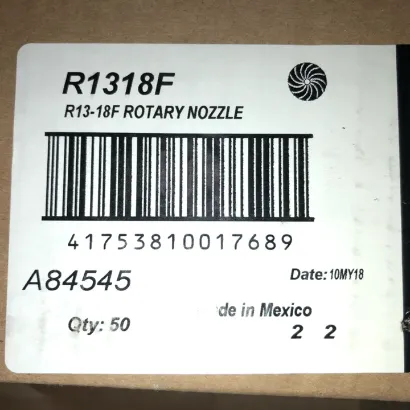 R1318F
R13-18F ROTARY NOZZLE
41753810017689
A84545
Date: 10MY18
Qty: 50
de in Mexico
2 2